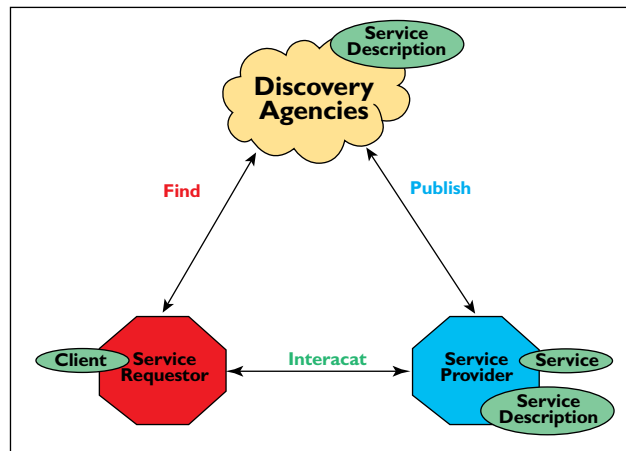 Service
Description
Discovery
Agencies
Find
Publish
Client
Service
Requestor
Interacat
Service
Provider
Service
Service
Description